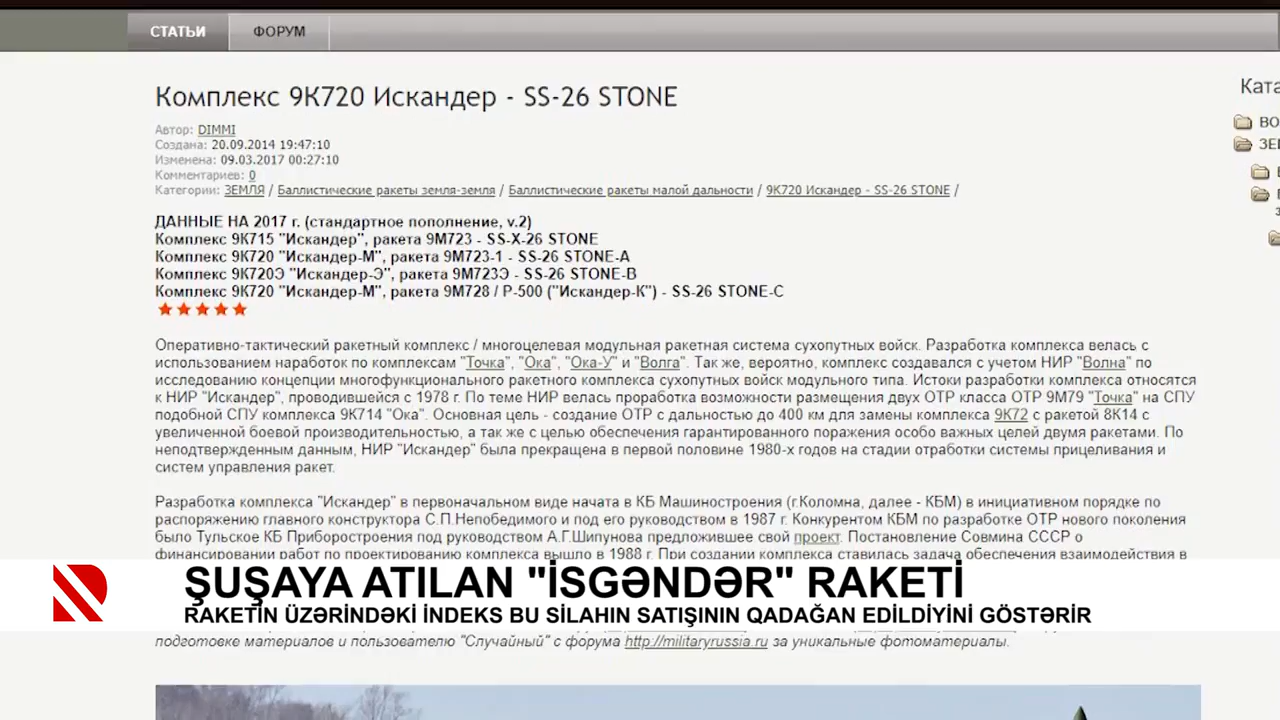 СТАТЬИ ФОРУМ
Комплекс 9К720 Искандер - SS-26 STONE
Автор: DIMMI
Создана: 20.09.2014 19:47:10
Изменена: 09.03.2017 00:27:10
Комментариев: 0
Категории: ЗЕМЛЯ / Баллистические ракеты земля-земля / Баллистические ракеты малой дальности / 9К720 Искандер - SS-26 STONE /
ДАННЫЕ НА 2017 г. (стандартное пополнение, v.2)
Комплекс 9К715 "Искандер", ракета 9М723 - SS-X-26 STONE
Комплекс 9К720 "Искандер-М", ракета 9М723-1 - SS-26 STONE-A
Комплекс 9К720Э "Искандер-Э", ракета 9М723Э - SS-26 STONE-B
Комплекс 9К720 "Искандер-М", ракета 9М728 / Р-500 ("Искандер-К") - SS-26 STONE-C
Оперативно-тактический ракетный комплекс / многоцелевая модульная ракетная система сухопутных войск. Разработка комплекса велась с
использованием наработок по комплексам "Точка", "Ока", "Ока-У" и "Волга". Так же, вероятно, комплекс создавался с учетом НИР "Волна" по
исследованию концепции многофункционального ракетного комплекса сухопутных войск модульного типа. Истоки разработки комплекса относятся
к НИР "Искандер", проводившейся с 1978 г. По теме НИР велась проработка возможности размещения двух ОТР класса ОТР 9М79 "Точка" на СПУ
подобной СПУ комплекса 9К714 "Ока". Основная цель - создание ОТР с дальностью до 400 км для замены комплекса 9К72 с ракетой 8К14 с
увеличенной боевой производительностью, а так же с целью обеспечения гарантированного поражения особо важных целей двумя ракетами. По
неподтвержденным данным, НИР "Искандер" была прекращена в первой половине 1980-х годов на стадии отработки системы прицеливания и
систем управления ракет.
Разработка комплекса "Искандер" в первоначальном виде начата в КБ Машиностроения (г.Коломна, далее - КБМ) в инициативном порядке по
распоряжению главного конструктора С.П.Непобедимого и под его руководством в 1987 г. Конкурентом КБМ по разработке ОТР нового поколения
было Тульское КБ Приборостроения под руководством А.Г.Шипунова предложившее свой проект. Постановление Совмина СССР о
финансировании работ по проектированию комплекса вышло в 1988 г. При создании комплекса ставилась задача обеспечения взаимодействия в
ŞUŞAYA ATILAN "İSGƏNDƏR" RAKETİ
RAKETİN ÜZƏRİNDƏKİ İNDEKS BU SİLAHIN SATIŞININ QADAĞAN EDİLDİYİNİ GÖSTƏRİR
подготовке материалов и пользователю "Случайный" с форума http://militaryrussia.ru за уникальные фотоматериалы.
Ката
ВО
ЗЕ